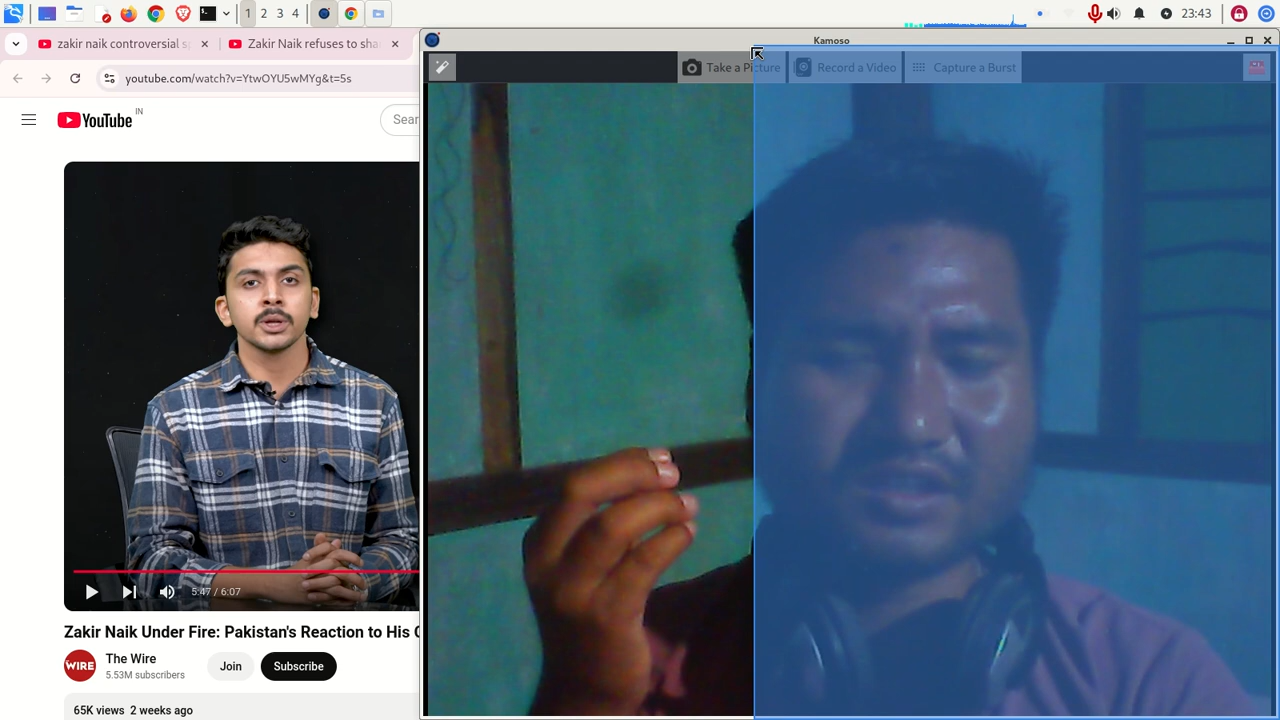 1 2 3 4
23:43
zakir naik controversial s
Zakir Naik refuses to sha
Kamoso
youtube.com/watch?v=YtwOYU5wMYg&t=5s
Take a Picture
Record a Video
Capture a Burst
YouTube IN
Sear
5:47 / 6:07
Zakir Naik Under Fire: Pakistan's Reaction to His C
WIRE
The Wire
5.53M subscribers
Join
Subscribe
65K views 2 weeks ago